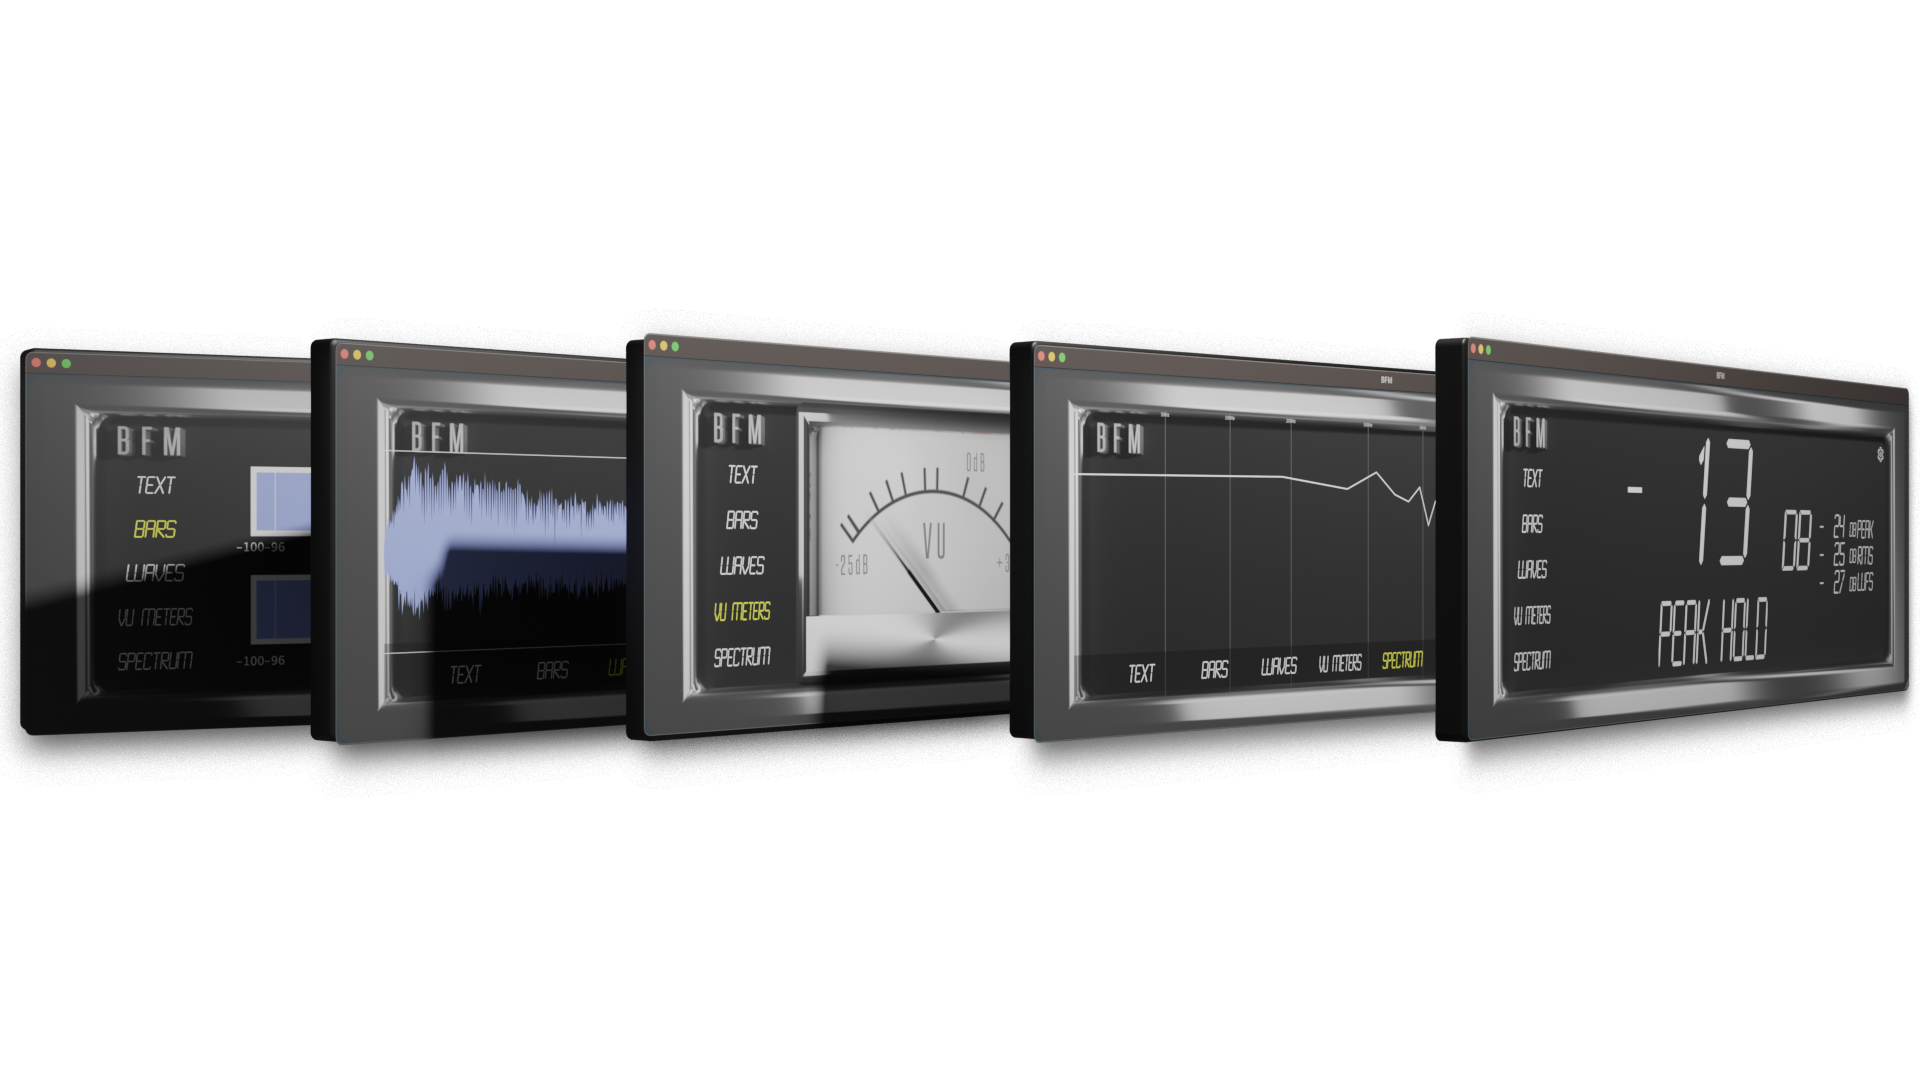 BFM
TEXT
BARS
WAVES
VU METERS
SPECTRUM
-100 -96
-100 -96
BFM
TEXT
BARS
BFM
TEXT
BARS
WAVES
VU METERS
SPECTRUM
0dB
VU
-25dB
BFM
BFM
TEXT
BARS
WAVES
VU METERS
SPECTRUM
BFM
BFM
TEXT
BARS
WAVES
VU METERS
SPECTRUM
- 13 DB
- 24 DB PEAK
- 25 DB RMS
- 27 DB LUFS
PEAK HOLD